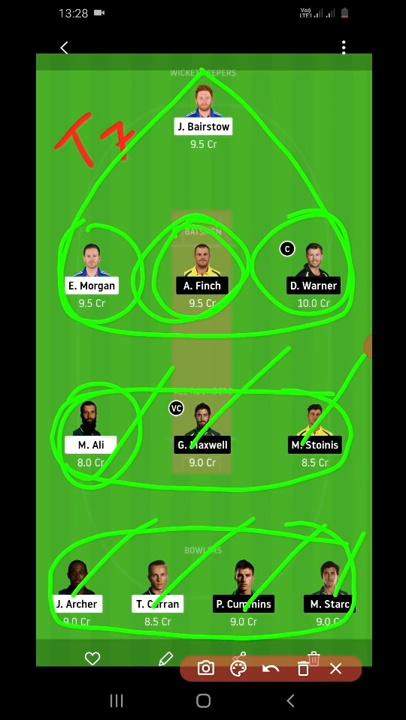 13:28
WICKET-KEEPERS
T7
J. Bairstow
9.5 Cr
BATSMEN
C
E. Morgan A. Finch D. Warner
9.5 Cr 9.5 Cr 10.0 Cr
VC
M. Ali G. Maxwell M. Stoinis
8.0 Cr 9.0 Cr 8.5 Cr
BOWLERS
J. Archer T. Curran P. Cummins M. Starc
9.0 Cr 8.5 Cr 9.0 Cr 9.0 Cr